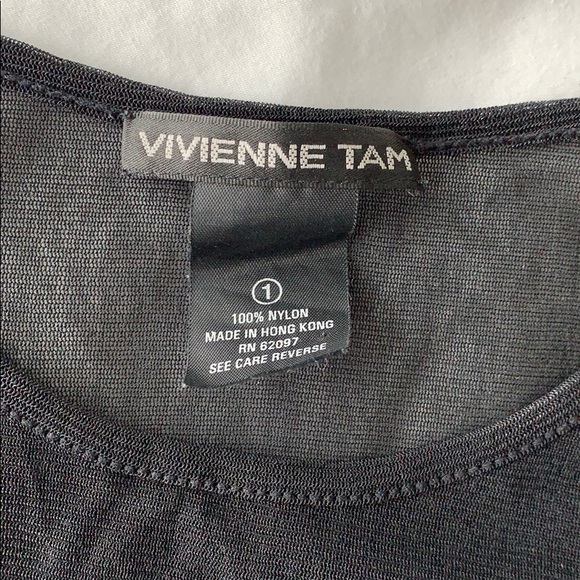 VIVIENNE TAM
1
100% NYLON
MADE IN HONG KONG
RN 62097
SEE CARE REVERSE